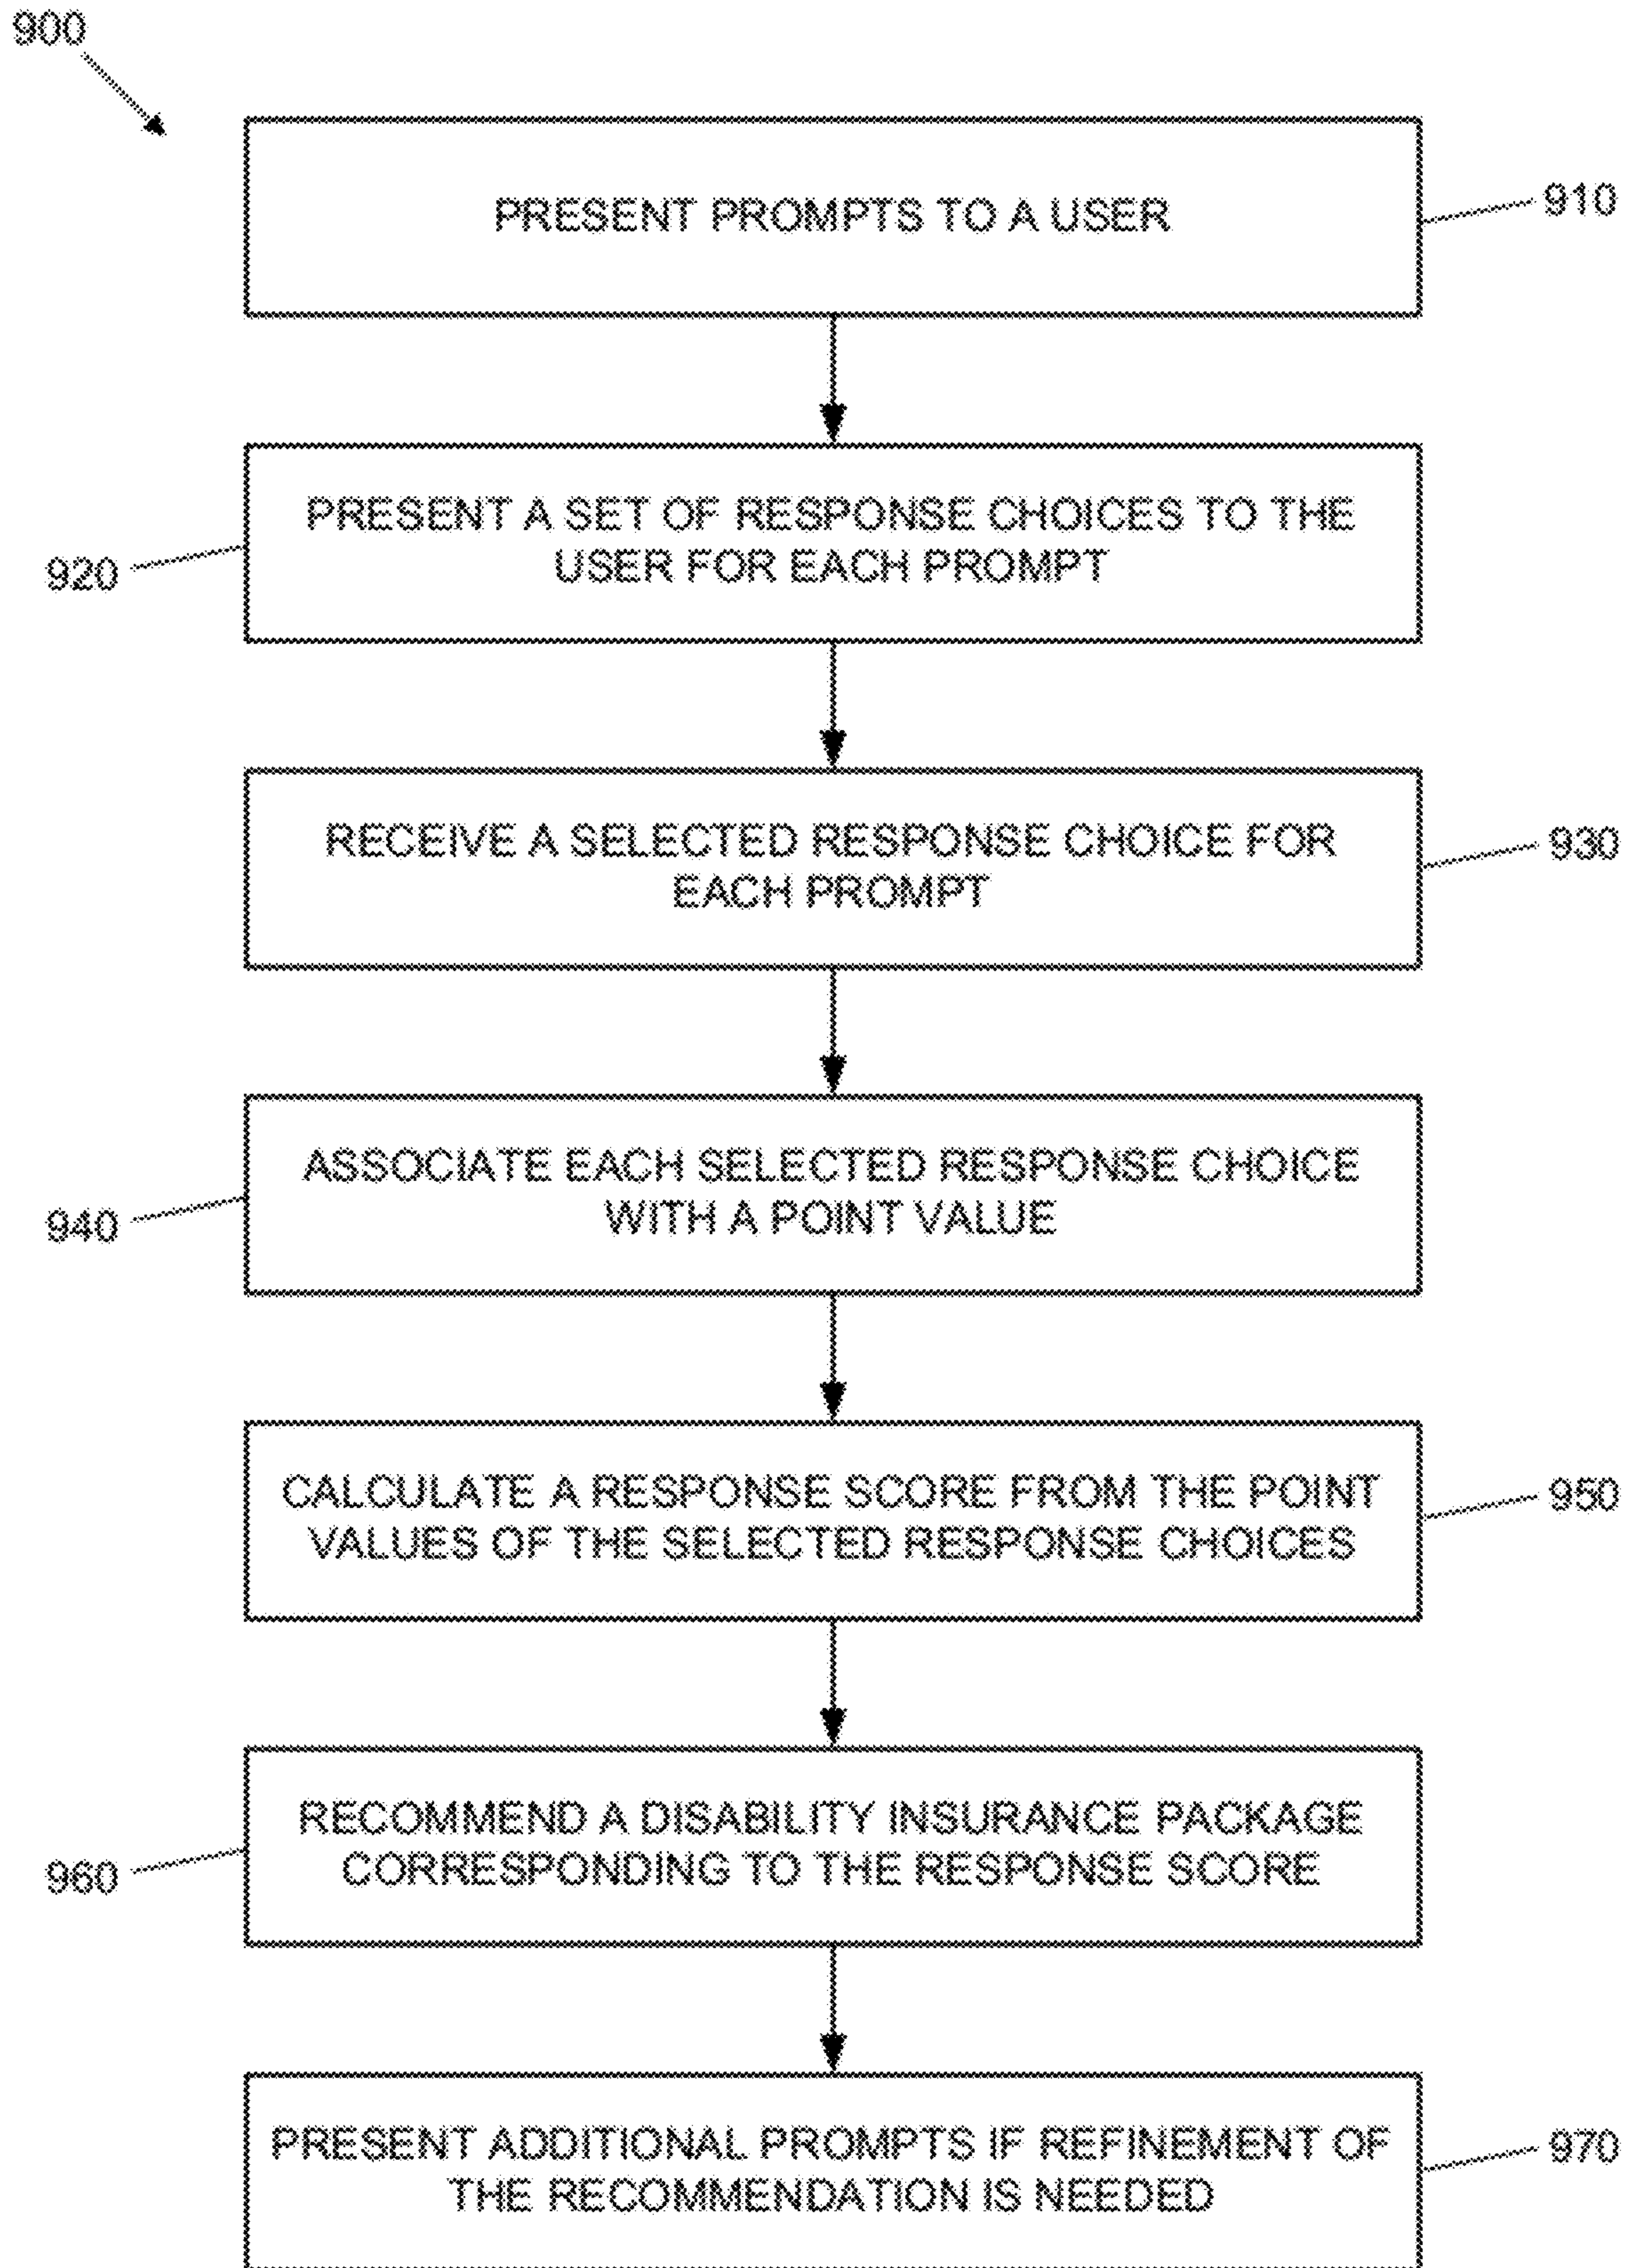 900
PRESENT PROMPTS TO A USER
910
PRESENT A SET OF RESPONSE CHOICES TO THE
USER FOR EACH PROMPT
920
RECEIVE A SELECTED RESPONSE CHOICE FOR
EACH PROMPT
930
ASSOCIATE EACH SELECTED RESPONSE CHOICE
WITH A POINT VALUE
940
CALCULATE A RESPONSE SCORE FROM THE POINT
VALUES OF THE SELECTED RESPONSE CHOICES
950
RECOMMEND A DISABILITY INSURANCE PACKAGE
CORRESPONDING TO THE RESPONSE SCORE
960
PRESENT ADDITIONAL PROMPTS IF REFINEMENT OF
THE RECOMMENDATION IS NEEDED
970